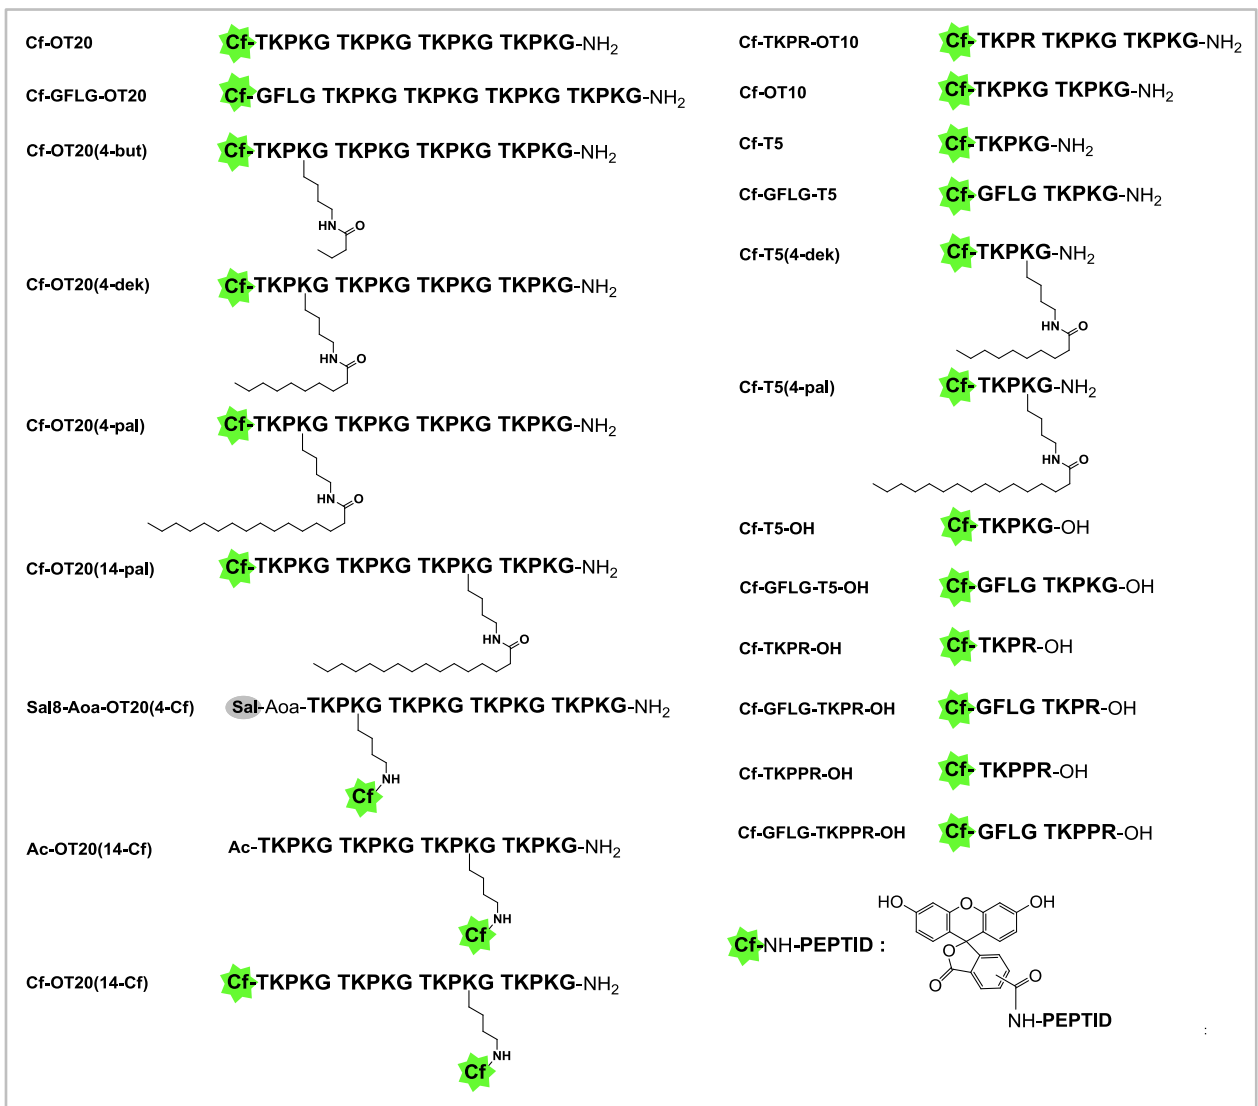 Cf-OT20 Cf-TKPKG TKPKG TKPKG TKPKG-NH2
Cf-GFLG-OT20 Cf-GFLG TKPKG TKPKG TKPKG TKPKG-NH2
Cf-OT20(4-but) Cf-TKPKG TKPKG TKPKG TKPKG-NH2
HN O
Cf-OT20(4-dek) Cf-TKPKG TKPKG TKPKG TKPKG-NH2
HN O
Cf-OT20(4-pal) Cf-TKPKG TKPKG TKPKG TKPKG-NH2
HN O
Cf-OT20(14-pal) Cf-TKPKG TKPKG TKPKG TKPKG-NH2
HN O
Sal8-Aoa-OT20(4-Cf) Sal-Aoa-TKPKG TKPKG TKPKG TKPKG-NH2
NH
Cf
Ac-OT20(14-Cf) Ac-TKPKG TKPKG TKPKG TKPKG-NH2
NH
Cf
Cf-OT20(14-Cf) Cf-TKPKG TKPKG TKPKG TKPKG-NH2
NH
Cf
Cf-TKPR-OT10 Cf-TKPR TKPKG TKPKG-NH2
Cf-OT10 Cf-TKPKG TKPKG-NH2
Cf-T5 Cf-TKPKG-NH2
Cf-GFLG-T5 Cf-GFLG TKPKG-NH2
Cf-T5(4-dek) Cf-TKPKG-NH2
HN O
Cf-T5(4-pal) Cf-TKPKG-NH2
HN O
Cf-T5-OH Cf-TKPKG-OH
Cf-GFLG-T5-OH Cf-GFLG TKPKG-OH
Cf-TKPR-OH Cf-TKPR-OH
Cf-GFLG-TKPR-OH Cf-GFLG TKPR-OH
Cf-TKPPR-OH Cf-TKPPR-OH
Cf-GFLG-TKPPR-OH Cf-GFLG TKPPR-OH
HO O OH
Cf-NH-PEPTID :
O
O O
NH-PEPTID
: